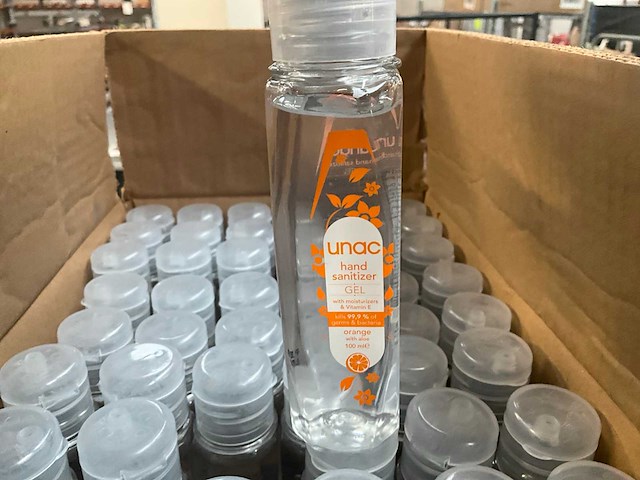 unac
hand
sanitizer
GEL
with moisturizers
& Vitamin E
kills 99.9 % of
germs & bacteria
orange
with aloe
100 ml e